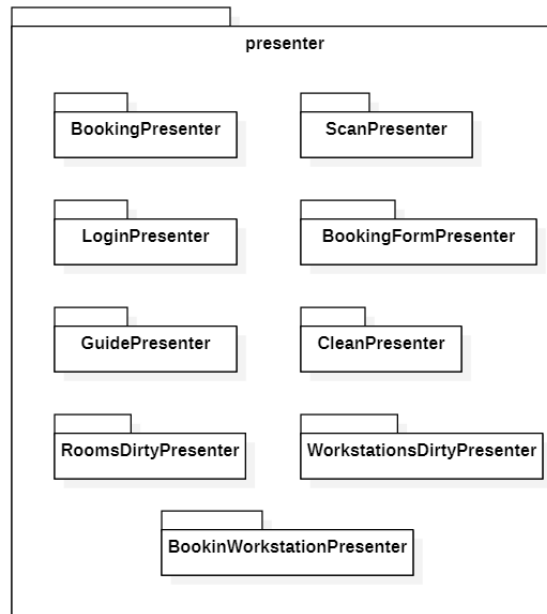 presenter
BookingPresenter
ScanPresenter
LoginPresenter
BookingFormPresenter
GuidePresenter
CleanPresenter
RoomsDirtyPresenter
WorkstationsDirtyPresenter
BookinWorkstationPresenter